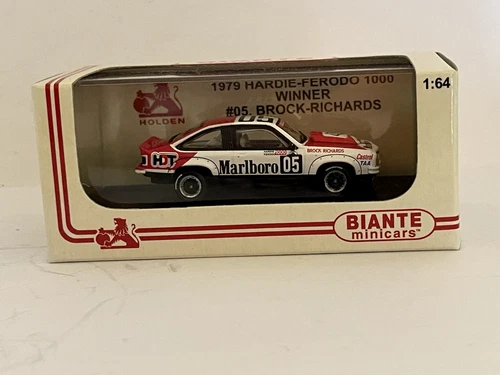 1979 HARDIE-FERODO 1000
WINNER
#05. BROCK-RICHARDS
HOLDEN
1:64
BROCK RICHARDS
HDT
Marlboro 05
Castrol
TAA
BIANTE
minicars™